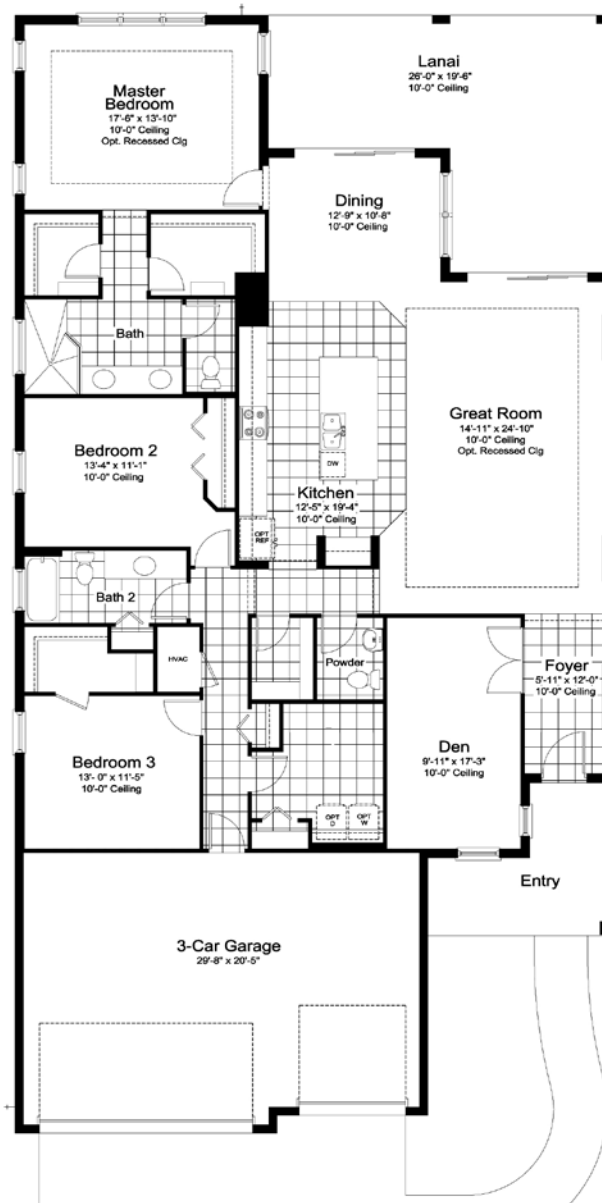 Master
Bedroom
17'-6" x 13'-10"
10'-0" Ceiling
Opt. Recessed Clg
Lanai
26'-0" x 19'-6"
10'-0" Ceiling
Dining
12'-9" x 10'-8"
10'-0" Ceiling
Bath
Great Room
14'-11" x 24'-10"
10'-0" Ceiling
Opt. Recessed Clg
Bedroom 2
13'-4" x 11'-1"
10'-0" Ceiling
DW
Kitchen
12'-5" x 19'-4"
10'-0" Ceiling
OPT
REF
Bath 2
HVAC
Powder
Foyer
5'-11" x 12'-0"
10'-0" Ceiling
Den
9'-11" x 17'-3"
10'-0" Ceiling
Bedroom 3
13'- 0" x 11'-5"
10'-0" Ceiling
OPT
D
OPT
W
Entry
3-Car Garage
29'-8" x 20'-5"